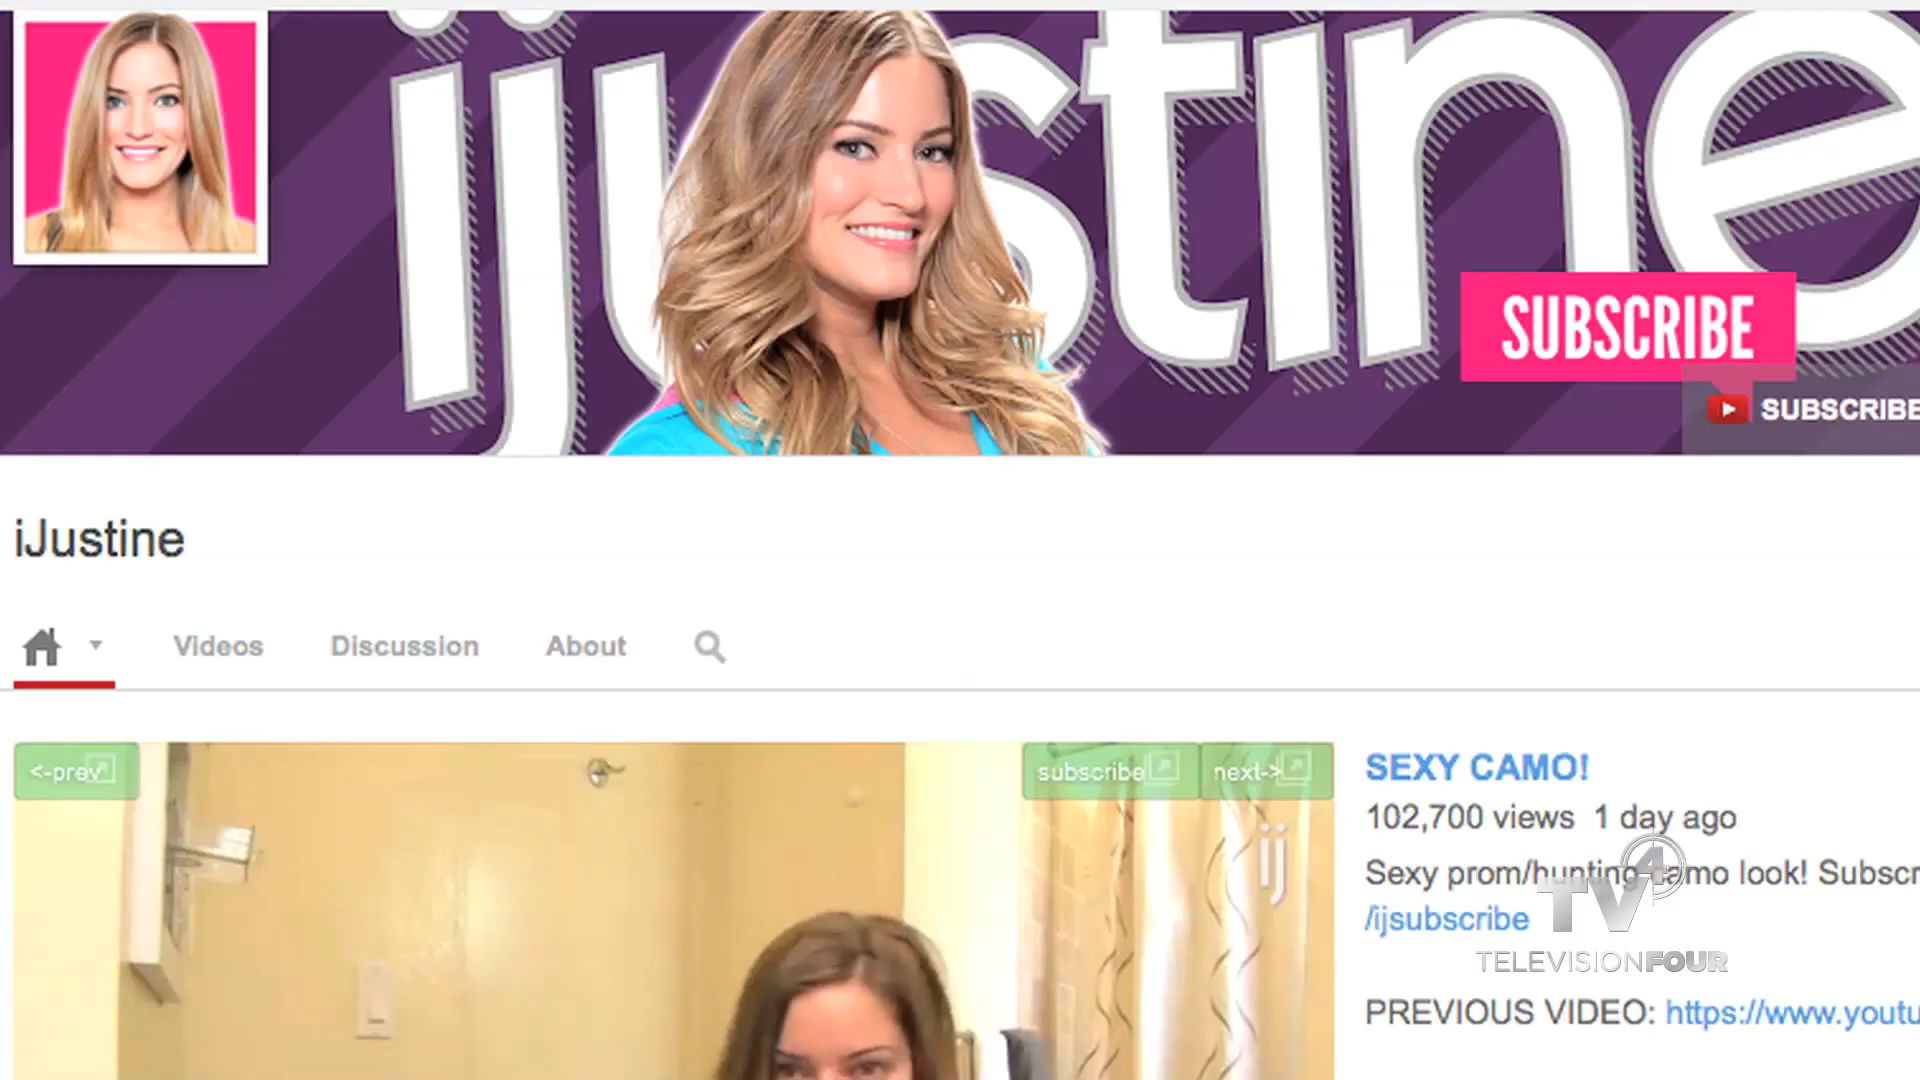 ijustine
SUBSCRIBE
SUBSCRIBE
iJustine
Videos Discussion About
<-prev
subscribe
next->
ij
SEXY CAMO!
102,700 views 1 day ago
Sexy prom/hunting camo look! Subscr
/ijsubscribe
TV4
TELEVISIONFOUR
PREVIOUS VIDEO: https://www.youtu